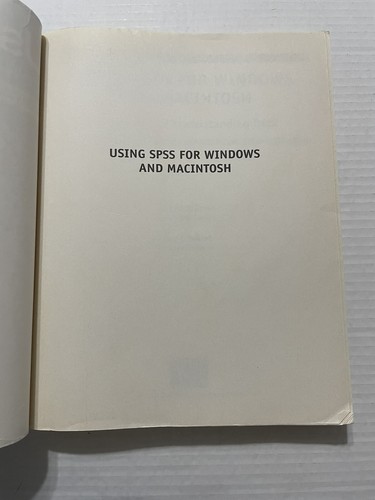 USING SPSS FOR WINDOWS
AND MACINTOSH